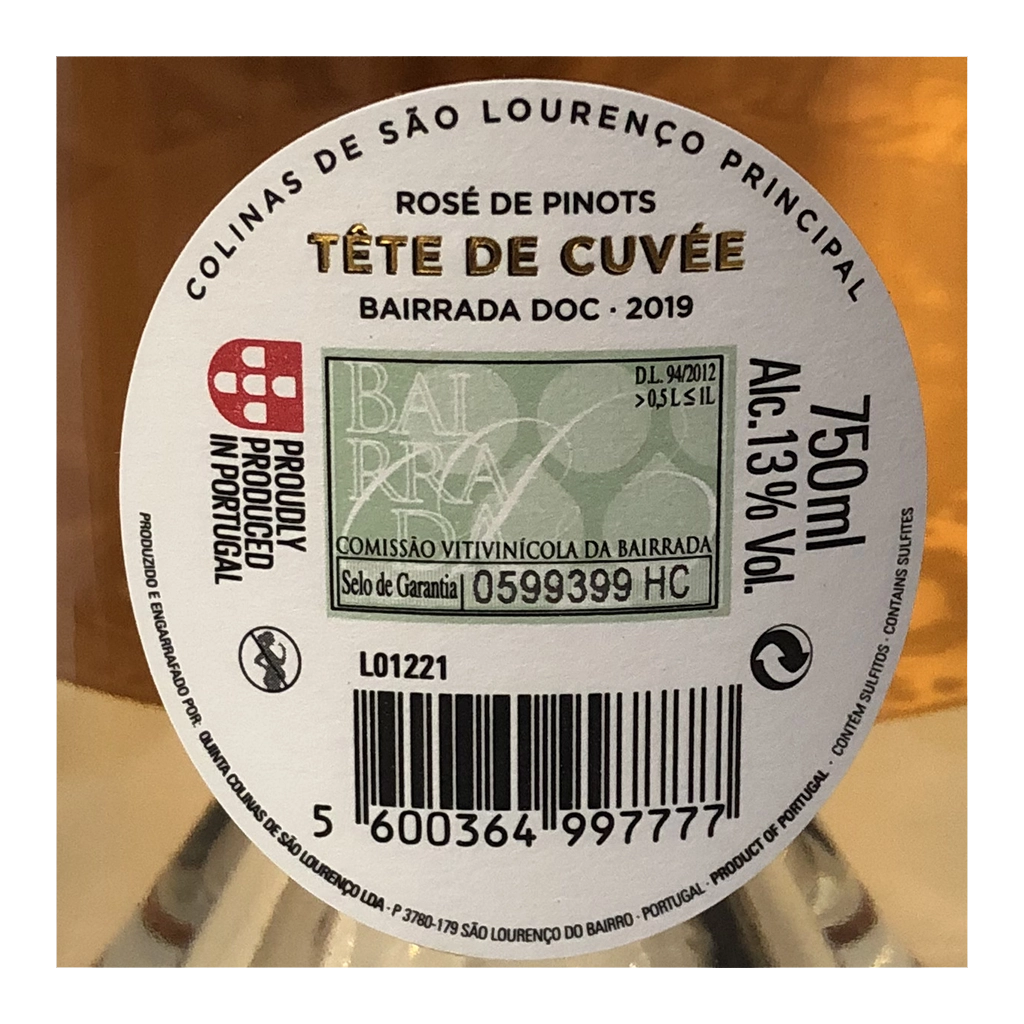 COLINAS DE SÃO LOURENÇO PRINCIPAL
ROSÉ DE PINOTS
TÊTE DE CUVÉE
BAIRRADA DOC · 2019
PROUDLY
PRODUCED
IN PORTUGAL
BAI
RRA
DA
D.L. 94/2012
>0,5 L ≤ 1L
COMISSÃO VITIVINÍCOLA DA BAIRRADA
Selo de Garantia 0599399 HC
750ml
Alc. 13 % Vol.
L01221
5 600364 997777
PRODUZIDO E ENGARRAFADO POR: QUINTA COLINAS DE SÃO LOURENÇO LDA · P 3780-179 SÃO LOURENÇO DO BAIRRO · PORTUGAL · PRODUCT OF PORTUGAL · CONTÉM SULFITOS · CONTAINS SULFITES